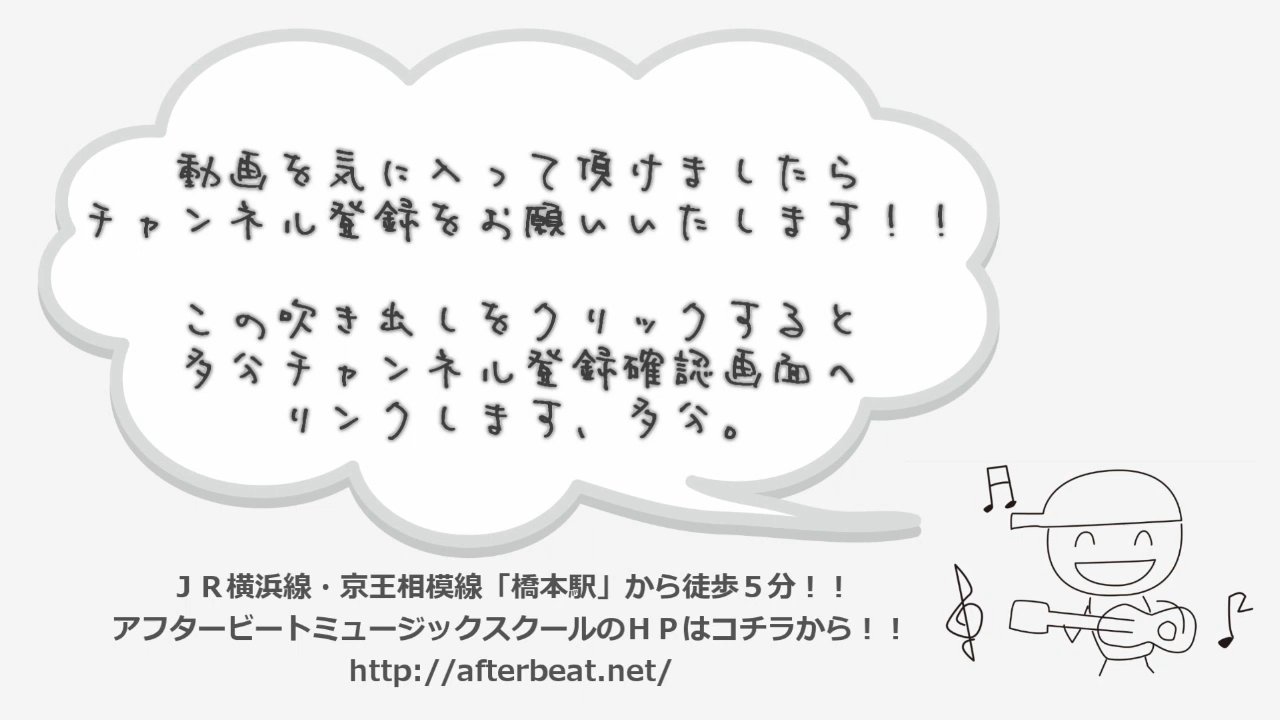 動画を気に入って頂けましたら
チャンネル登録をお願いいたします！！
この吹き出しをクリックすると
多分チャンネル登録確認画面へ
リンクします、多分。
ＪＲ横浜線・京王相模線「橋本駅」から徒歩５分！！
アフタービートミュージックスクールのＨＰはコチラから！！
http://afterbeat.net/